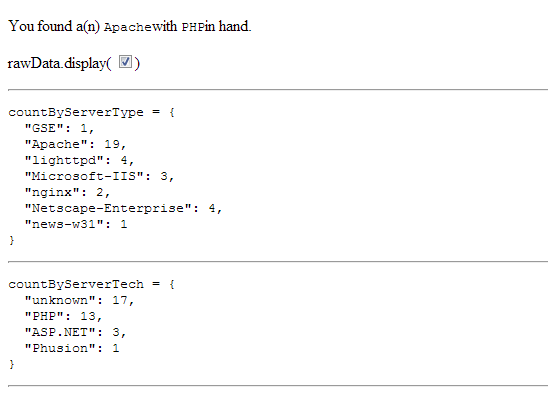 You found a(n) Apachewith PHPin hand.
rawData.display( )
countByServerType = {
"GSE": 1,
"Apache": 19,
"lighttpd": 4,
"Microsoft-IIS": 3,
"nginx": 2,
"Netscape-Enterprise": 4,
"news-w31": 1
}
countByServerTech = {
"unknown": 17,
"PHP": 13,
"ASP.NET": 3,
"Phusion": 1
}